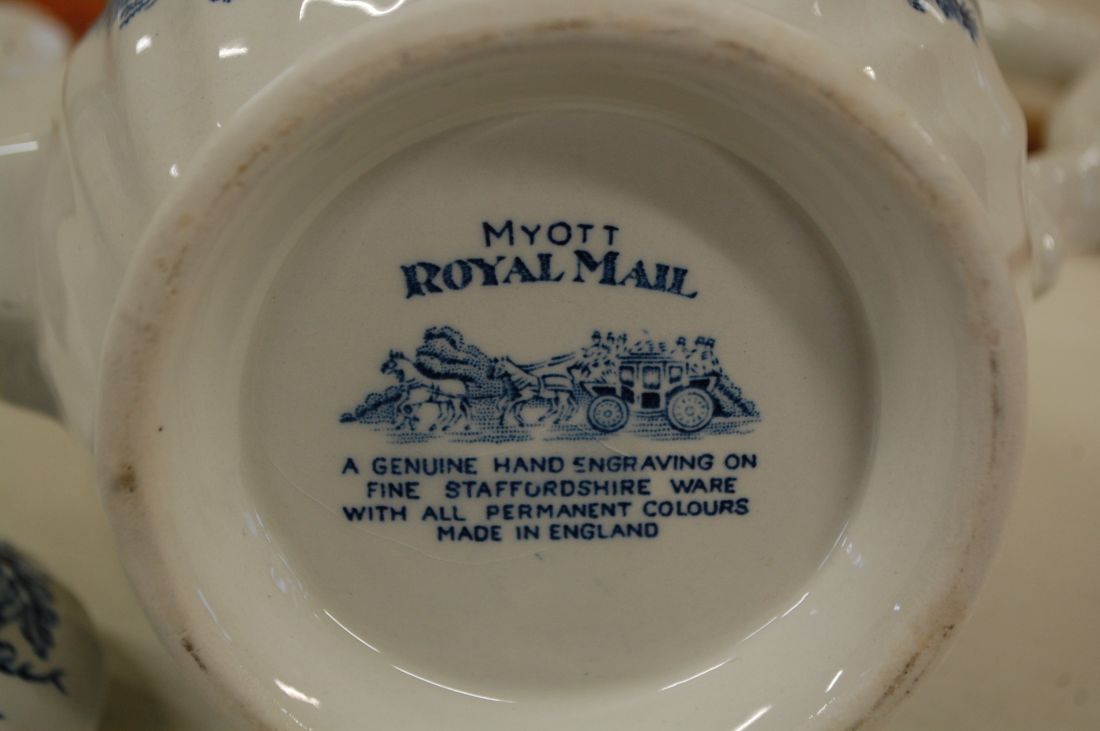 MYOTT
ROYAL MAIL
A GENUINE HAND ENGRAVING ON
FINE STAFFORDSHIRE WARE
WITH ALL PERMANENT COLOURS
MADE IN ENGLAND